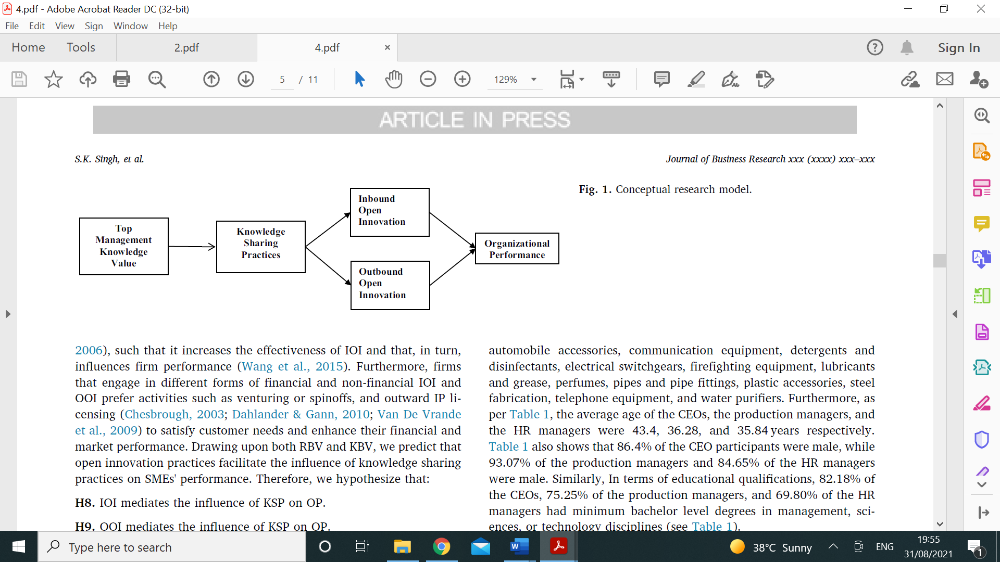 4.pdf - Adobe Acrobat Reader DC (32-bit)
File Edit View Sign Window Help
Home Tools 2.pdf 4.pdf × Sign In
5 / 11 129%
ARTICLE IN PRESS
S.K. Singh, et al.
Journal of Business Research xxx (xxxx) xxx–xxx
Top
Management
Knowledge
Value
Knowledge
Sharing
Practices
Inbound
Open
Innovation
Outbound
Open
Innovation
Organizational
Performance
Fig. 1. Conceptual research model.
2006), such that it increases the effectiveness of IOI and that, in turn,
influences firm performance (Wang et al., 2015). Furthermore, firms
that engage in different forms of financial and non-financial IOI and
OOI prefer activities such as venturing or spinoffs, and outward IP li-
censing (Chesbrough, 2003; Dahlander & Gann, 2010; Van De Vrande
et al., 2009) to satisfy customer needs and enhance their financial and
market performance. Drawing upon both RBV and KBV, we predict that
open innovation practices facilitate the influence of knowledge sharing
practices on SMEs' performance. Therefore, we hypothesize that:
H8. IOI mediates the influence of KSP on OP.
H9. OOI mediates the influence of KSP on OP.
automobile accessories, communication equipment, detergents and
disinfectants, electrical switchgears, firefighting equipment, lubricants
and grease, perfumes, pipes and pipe fittings, plastic accessories, steel
fabrication, telephone equipment, and water purifiers. Furthermore, as
per Table 1, the average age of the CEOs, the production managers, and
the HR managers were 43.4, 36.28, and 35.84 years respectively.
Table 1 also shows that 86.4% of the CEO participants were male, while
93.07% of the production managers and 84.65% of the HR managers
were male. Similarly, In terms of educational qualifications, 82.18% of
the CEOs, 75.25% of the production managers, and 69.80% of the HR
managers had minimum bachelor level degrees in management, sci-
ences, or technology disciplines (see Table 1).
Type here to search
38°C Sunny
ENG
19:55
31/08/2021
1